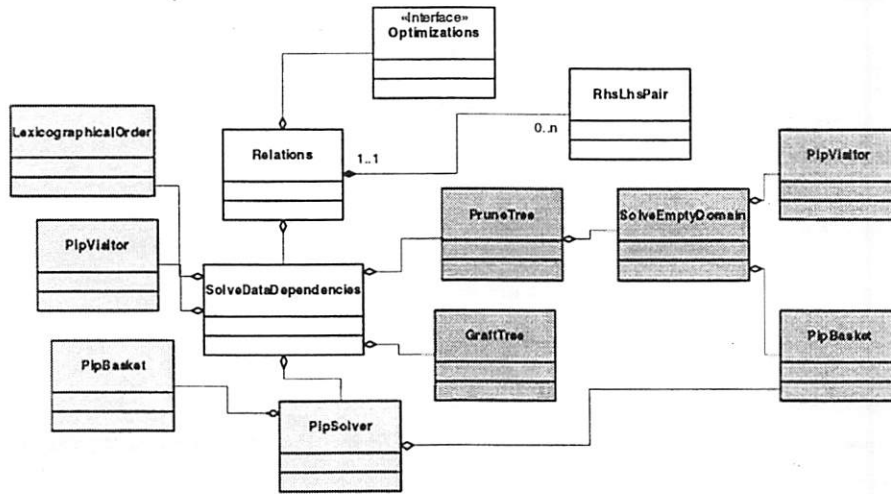 «Interface»
Optimizations
RhsLhsPair
LexicographicalOrder
Relations
1..1
0..n
PipVisitor
PruneTree
SolveEmptyDomain
PipVisitor
SolveDataDependencies
GraftTree
PipBasket
PipBasket
PipSolver